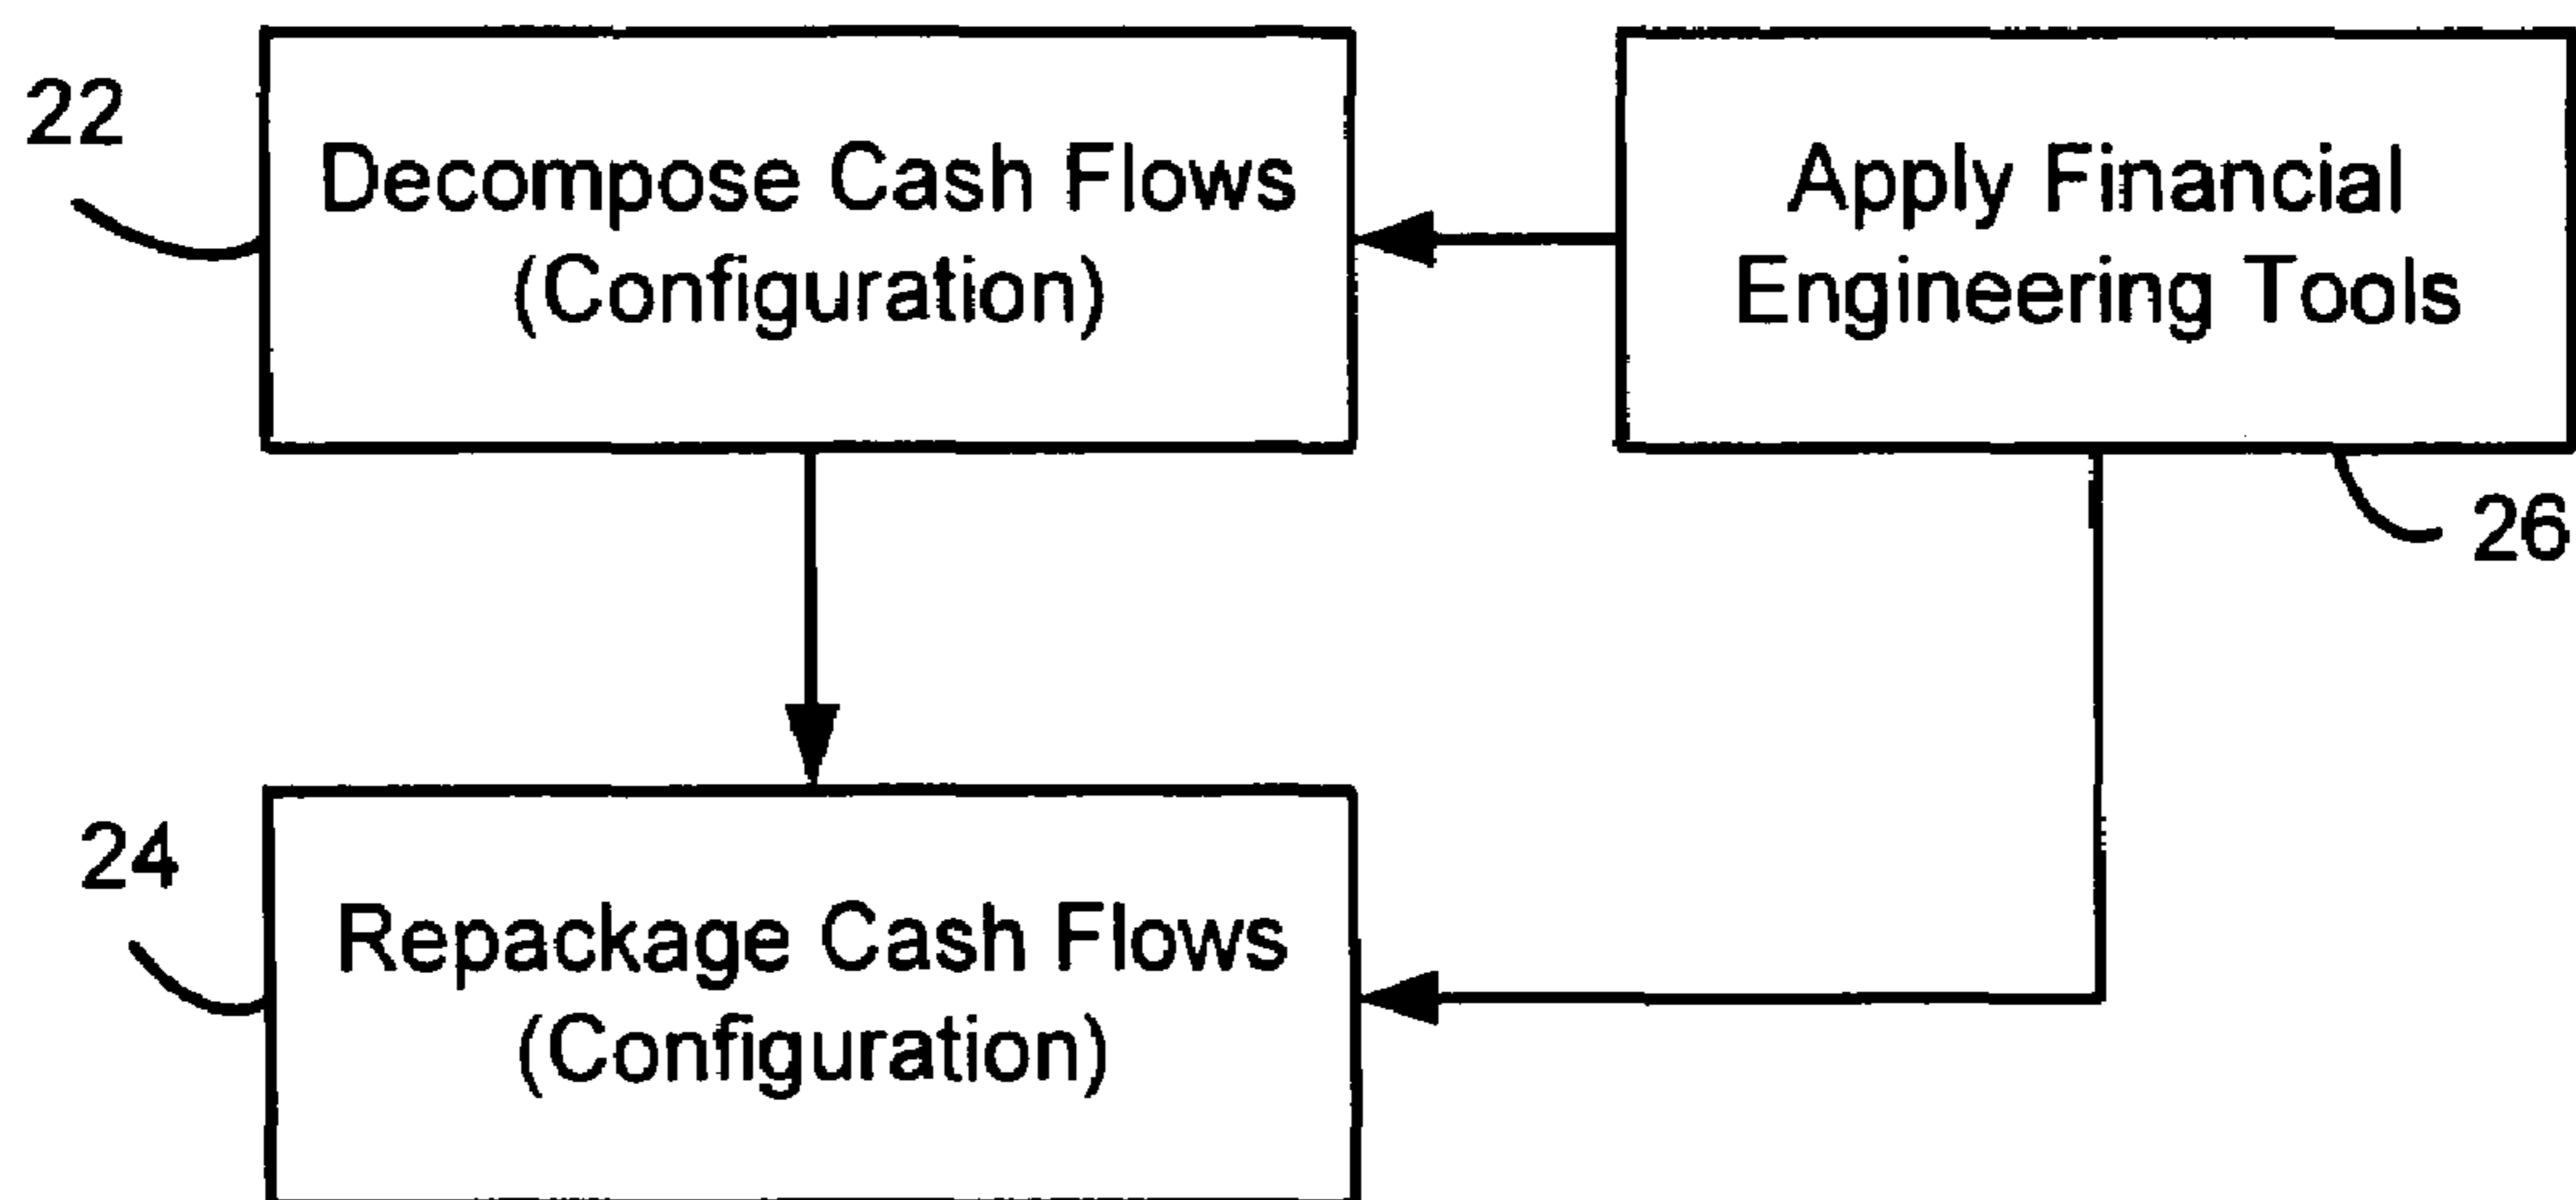 22
Decompose Cash Flows
(Configuration)
Apply Financial
Engineering Tools
26
24
Repackage Cash Flows
(Configuration)